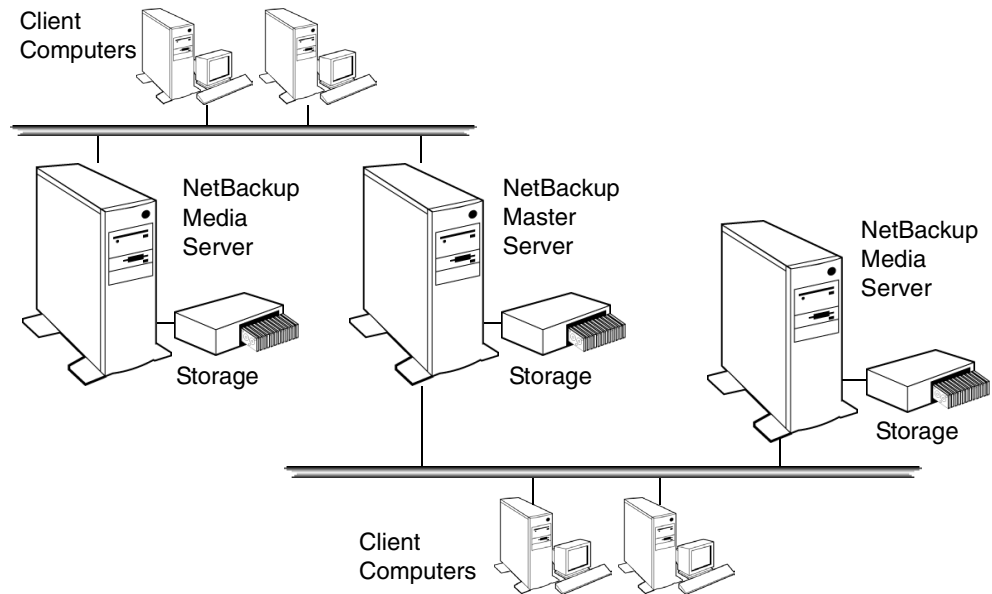 Client
Computers
NetBackup
Media
Server
Storage
NetBackup
Master
Server
Storage
NetBackup
Media
Server
Storage
Client
Computers